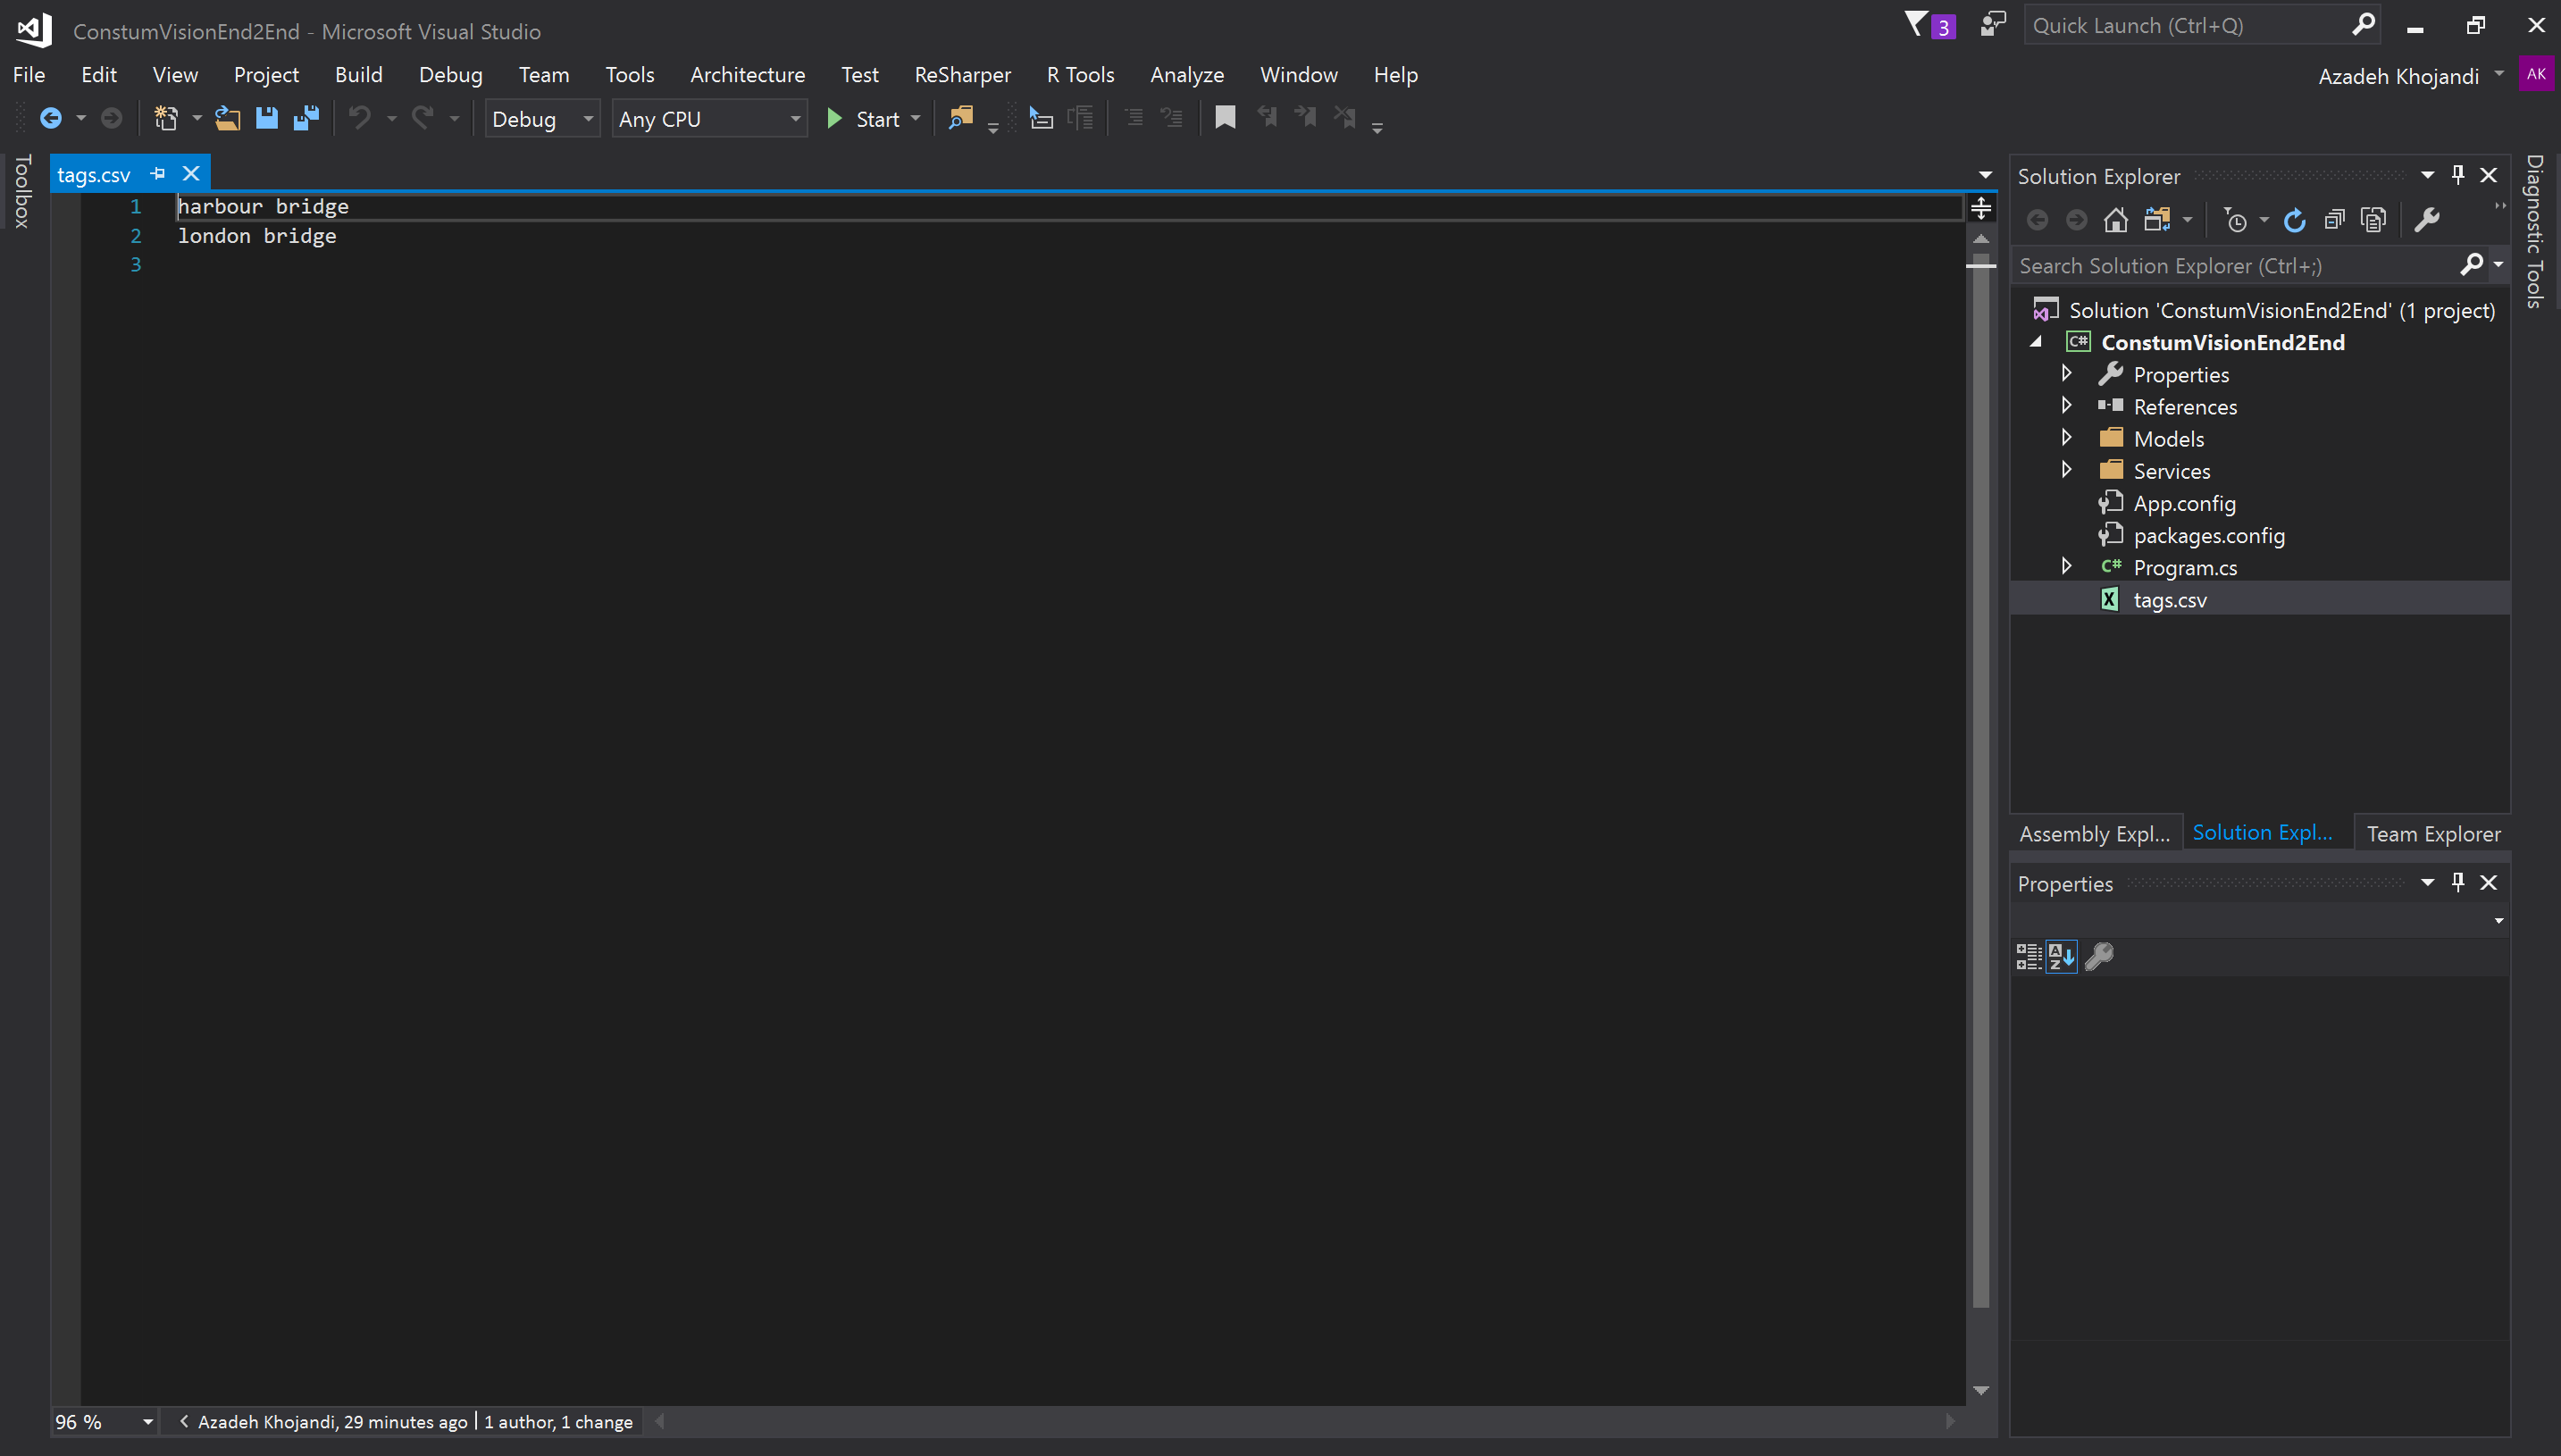 ConstumVisionEnd2End - Microsoft Visual Studio
3
Quick Launch (Ctrl+Q)
File Edit View Project Build Debug Team Tools Architecture Test ReSharper R Tools Analyze Window Help
Azadeh Khojandi AK
Debug Any CPU Start
Toolbox
tags.csv
1 harbour bridge
2 london bridge
3
96 %
Azadeh Khojandi, 29 minutes ago 1 author, 1 change
Solution Explorer
Search Solution Explorer (Ctrl+;)
Solution 'ConstumVisionEnd2End' (1 project)
C# ConstumVisionEnd2End
Properties
References
Models
Services
App.config
packages.config
C# Program.cs
tags.csv
Assembly Expl... Solution Expl... Team Explorer
Properties
Diagnostic Tools